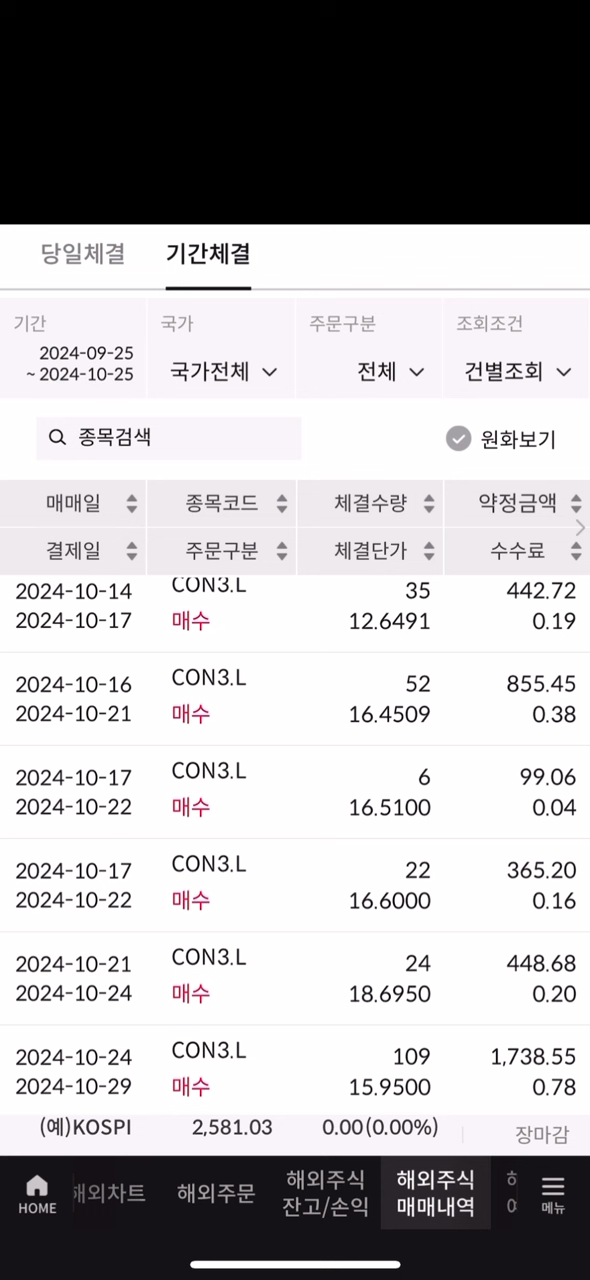 당일체결 기간체결
기간 국가 주문구분 조회조건
2024-09-25
~ 2024-10-25 국가전체 전체 건별조회
종목검색 원화보기
매매일 종목코드 체결수량 약정금액
결제일 주문구분 체결단가 수수료
2024-10-14 CON3.L 35 442.72
2024-10-17 매수 12.6491 0.19
2024-10-16 CON3.L 52 855.45
2024-10-21 매수 16.4509 0.38
2024-10-17 CON3.L 6 99.06
2024-10-22 매수 16.5100 0.04
2024-10-17 CON3.L 22 365.20
2024-10-22 매수 16.6000 0.16
2024-10-21 CON3.L 24 448.68
2024-10-24 매수 18.6950 0.20
2024-10-24 CON3.L 109 1,738.55
2024-10-29 매수 15.9500 0.78
(예)KOSPI 2,581.03 0.00(0.00%) 장마감
HOME 해외차트 해외주문 해외주식 해외주식 메뉴
잔고/손익 매매내역